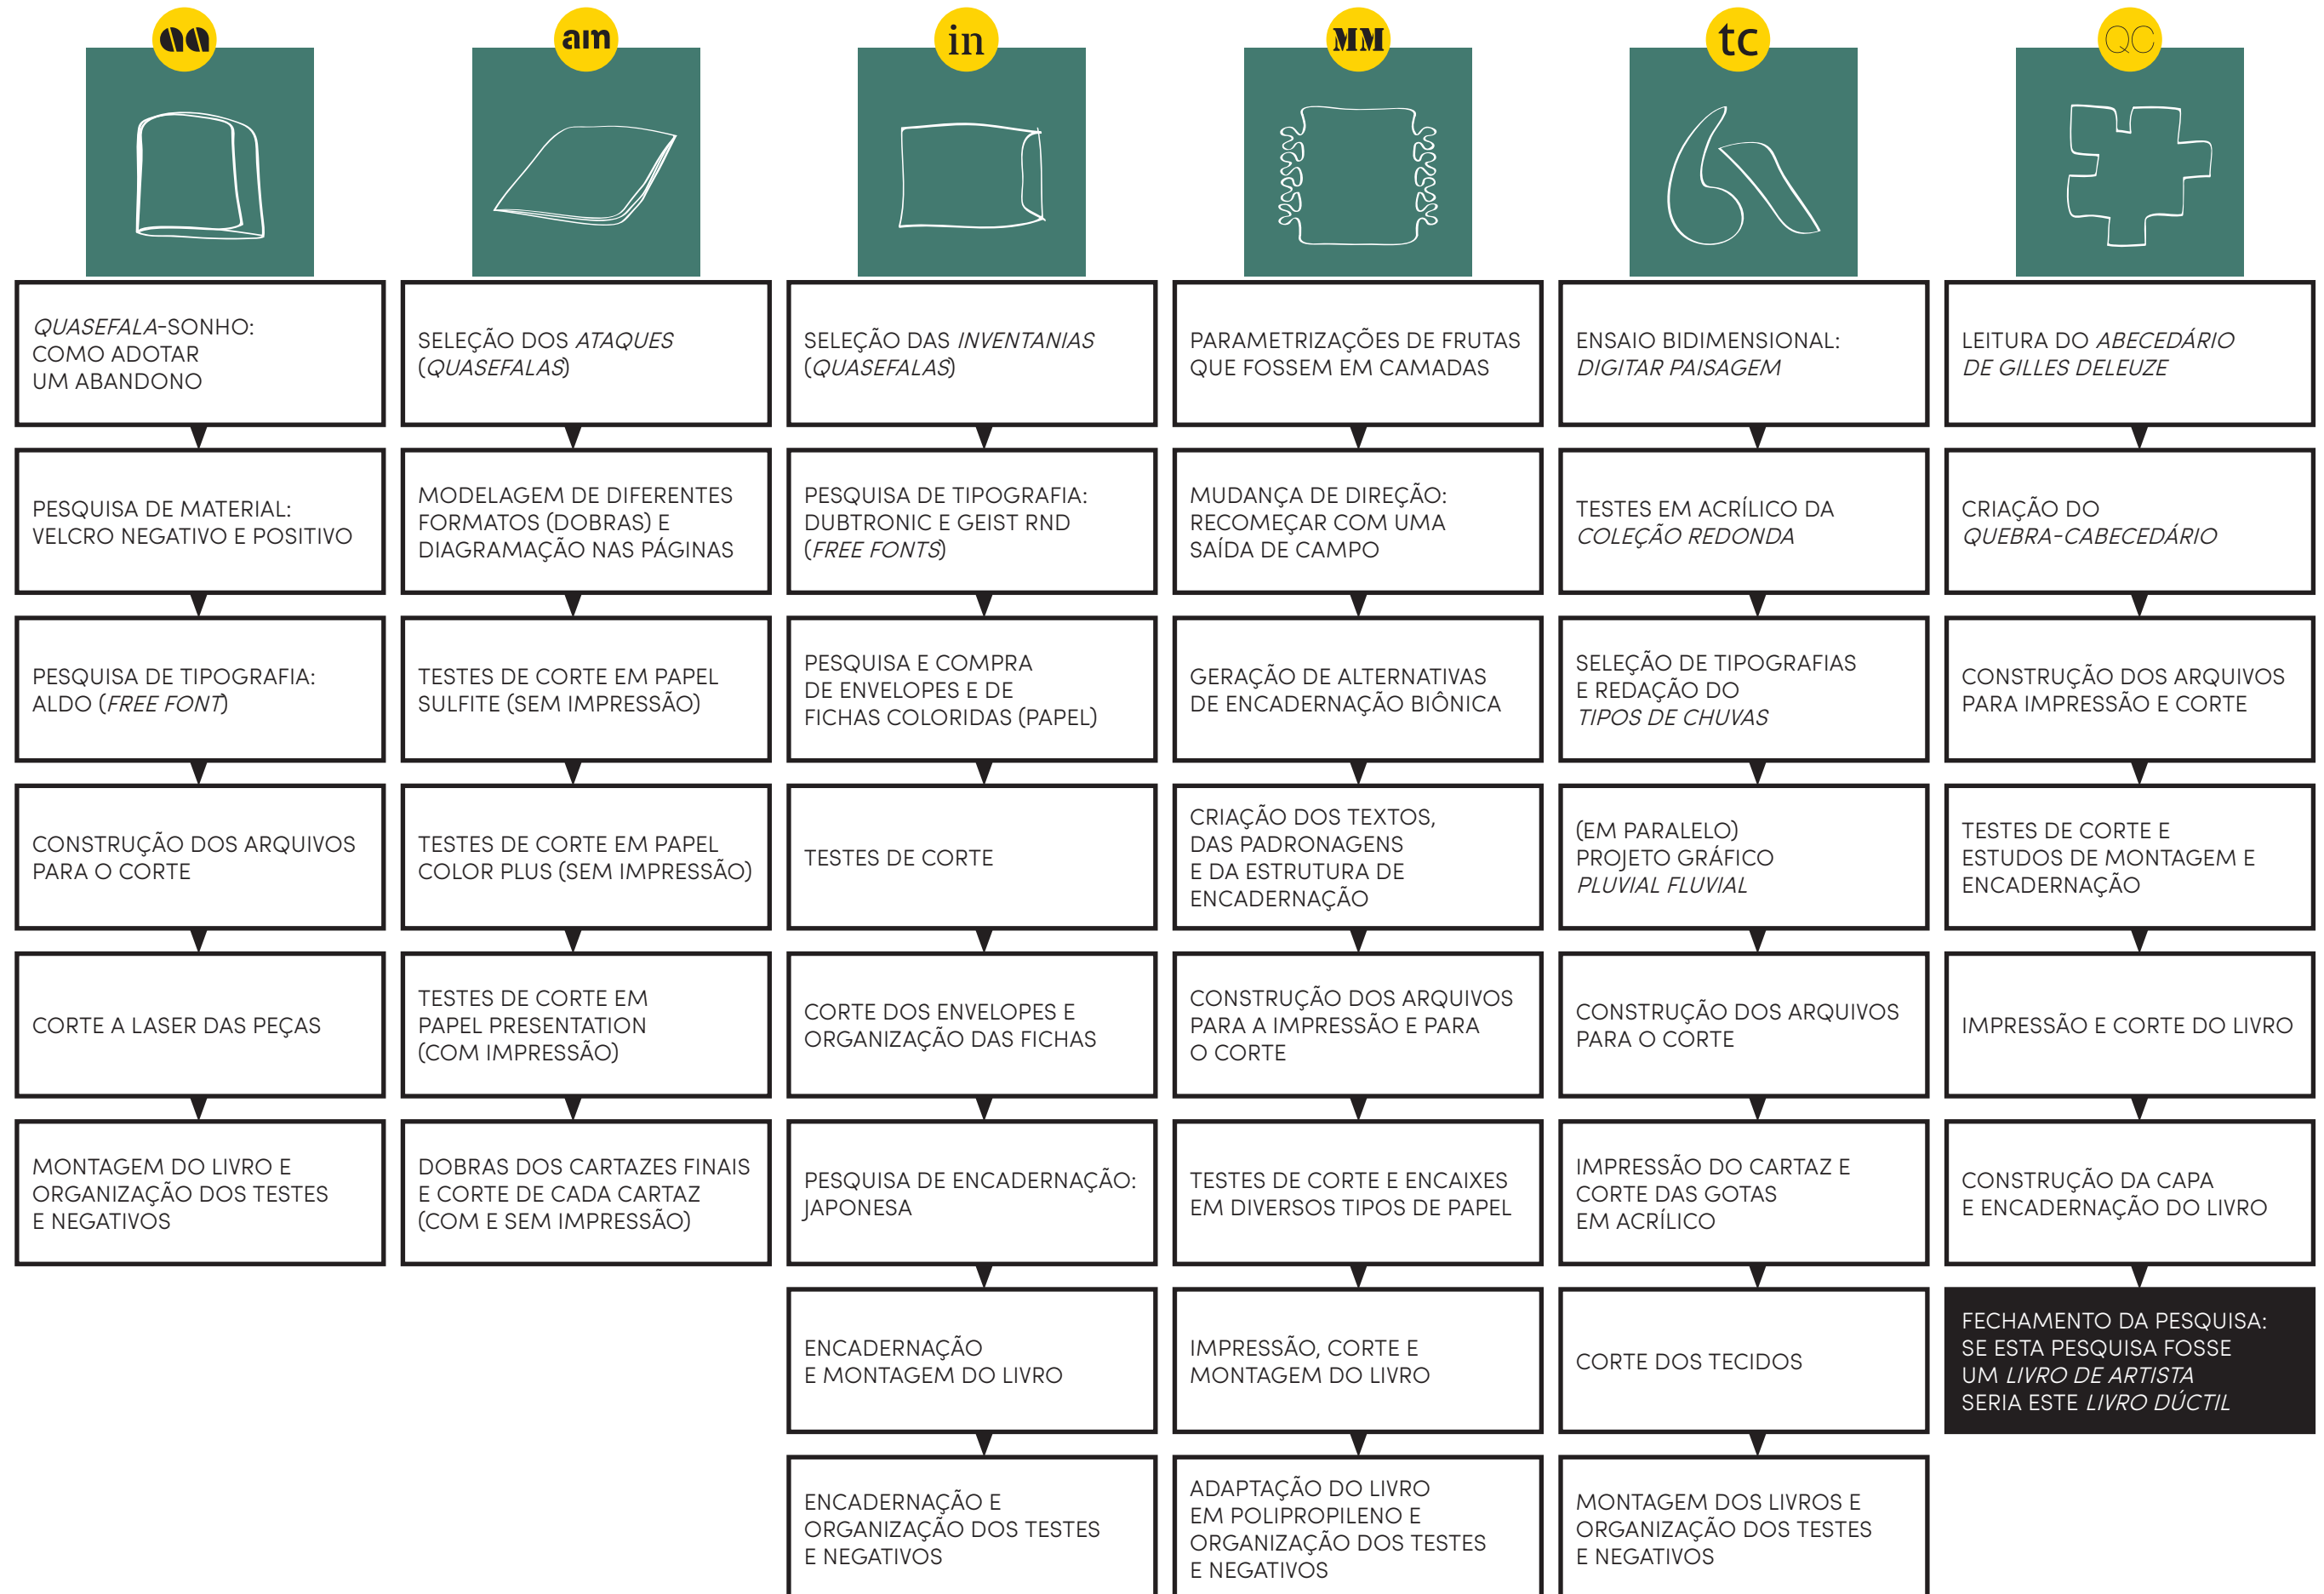 aa
am
in
MM
tc
QC
QUASEFALA-SONHO:
COMO ADOTAR
UM ABANDONO
PESQUISA DE MATERIAL:
VELCRO NEGATIVO E POSITIVO
PESQUISA DE TIPOGRAFIA:
ALDO (FREE FONT)
CONSTRUÇÃO DOS ARQUIVOS
PARA O CORTE
CORTE A LASER DAS PEÇAS
MONTAGEM DO LIVRO E
ORGANIZAÇÃO DOS TESTES
E NEGATIVOS
SELEÇÃO DOS ATAQUES
(QUASEFALAS)
MODELAGEM DE DIFERENTES
FORMATOS (DOBRAS) E
DIAGRAMAÇÃO NAS PÁGINAS
TESTES DE CORTE EM PAPEL
SULFITE (SEM IMPRESSÃO)
TESTES DE CORTE EM PAPEL
COLOR PLUS (SEM IMPRESSÃO)
TESTES DE CORTE EM
PAPEL PRESENTATION
(COM IMPRESSÃO)
DOBRAS DOS CARTAZES FINAIS
E CORTE DE CADA CARTAZ
(COM E SEM IMPRESSÃO)
SELEÇÃO DAS INVENTANIAS
(QUASEFALAS)
PESQUISA DE TIPOGRAFIA:
DUBTRONIC E GEIST RND
(FREE FONTS)
PESQUISA E COMPRA
DE ENVELOPES E DE
FICHAS COLORIDAS (PAPEL)
TESTES DE CORTE
CORTE DOS ENVELOPES E
ORGANIZAÇÃO DAS FICHAS
PESQUISA DE ENCADERNAÇÃO:
JAPONESA
ENCADERNAÇÃO
E MONTAGEM DO LIVRO
ENCADERNAÇÃO E
ORGANIZAÇÃO DOS TESTES
E NEGATIVOS
PARAMETRIZAÇÕES DE FRUTAS
QUE FOSSEM EM CAMADAS
MUDANÇA DE DIREÇÃO:
RECOMEÇAR COM UMA
SAÍDA DE CAMPO
GERAÇÃO DE ALTERNATIVAS
DE ENCADERNAÇÃO BIÔNICA
CRIAÇÃO DOS TEXTOS,
DAS PADRONAGENS
E DA ESTRUTURA DE
ENCADERNAÇÃO
CONSTRUÇÃO DOS ARQUIVOS
PARA A IMPRESSÃO E PARA
O CORTE
TESTES DE CORTE E ENCAIXES
EM DIVERSOS TIPOS DE PAPEL
IMPRESSÃO, CORTE E
MONTAGEM DO LIVRO
ADAPTAÇÃO DO LIVRO
EM POLIPROPILENO E
ORGANIZAÇÃO DOS TESTES
E NEGATIVOS
ENSAIO BIDIMENSIONAL:
DIGITAR PAISAGEM
TESTES EM ACRÍLICO DA
COLEÇÃO REDONDA
SELEÇÃO DE TIPOGRAFIAS
E REDAÇÃO DO
TIPOS DE CHUVAS
(EM PARALELO)
PROJETO GRÁFICO
PLUVIAL FLUVIAL
CONSTRUÇÃO DOS ARQUIVOS
PARA O CORTE
IMPRESSÃO DO CARTAZ E
CORTE DAS GOTAS
EM ACRÍLICO
CORTE DOS TECIDOS
MONTAGEM DOS LIVROS E
ORGANIZAÇÃO DOS TESTES
E NEGATIVOS
LEITURA DO ABECEDÁRIO
DE GILLES DELEUZE
CRIAÇÃO DO
QUEBRA-CABECEDÁRIO
CONSTRUÇÃO DOS ARQUIVOS
PARA IMPRESSÃO E CORTE
TESTES DE CORTE E
ESTUDOS DE MONTAGEM E
ENCADERNAÇÃO
IMPRESSÃO E CORTE DO LIVRO
CONSTRUÇÃO DA CAPA
E ENCADERNAÇÃO DO LIVRO
FECHAMENTO DA PESQUISA:
SE ESTA PESQUISA FOSSE
UM LIVRO DE ARTISTA
SERIA ESTE LIVRO DÚCTIL